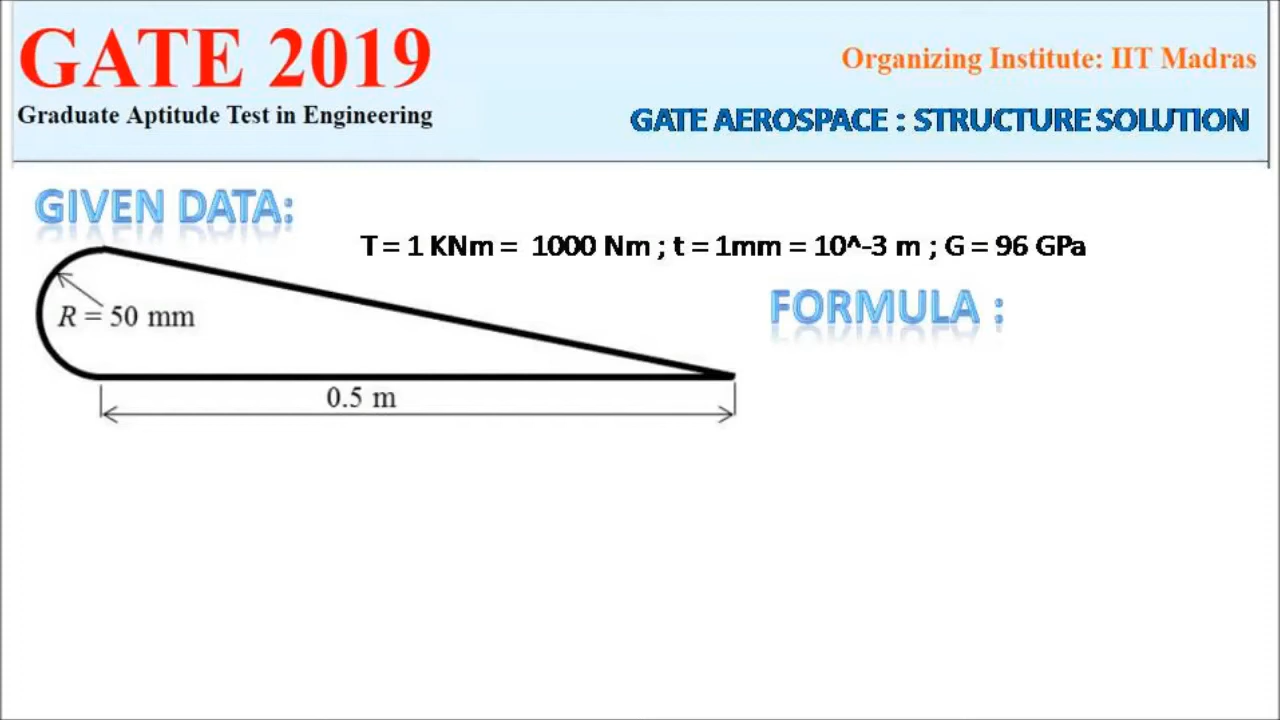 GATE 2019
Graduate Aptitude Test in Engineering
Organizing Institute: IIT Madras
GATE AEROSPACE : STRUCTURE SOLUTION
GIVEN DATA:
T = 1 KNm = 1000 Nm ; t = 1mm = 10^-3 m ; G = 96 GPa
FORMULA :
R = 50 mm
0.5 m